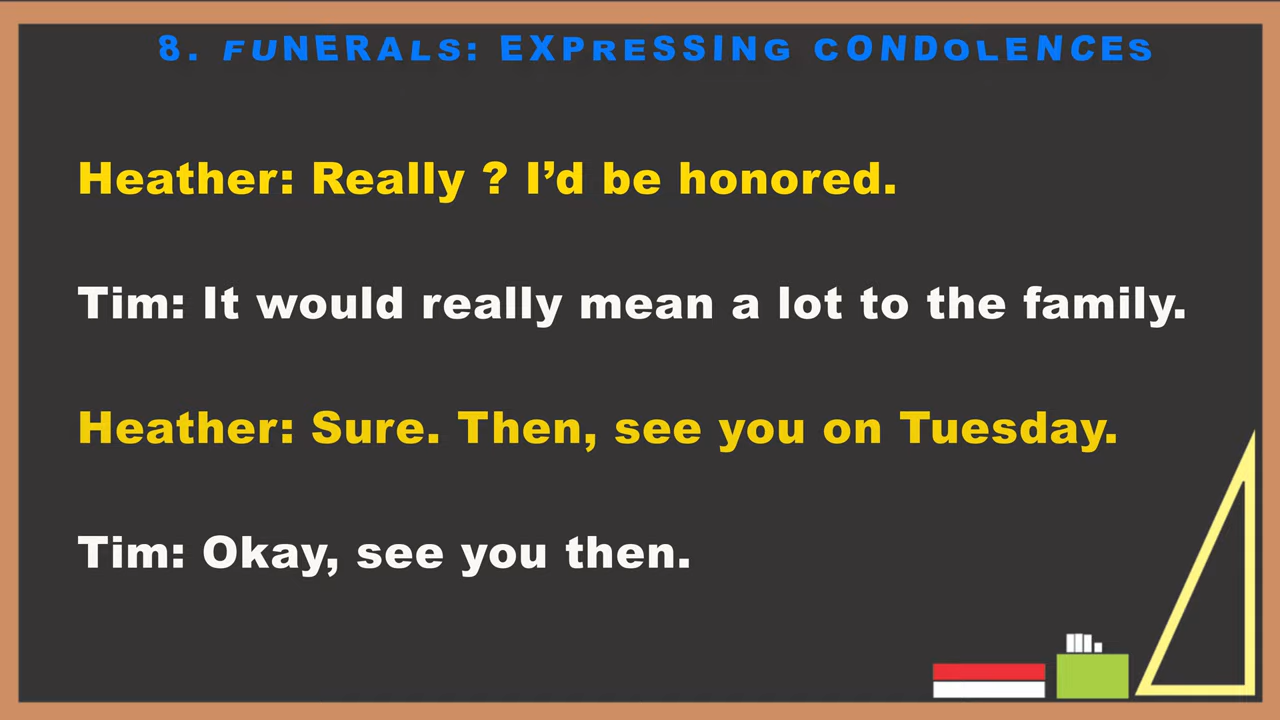 8. FUNERALS: EXPRESSING CONDOLENCES
Heather: Really ? I’d be honored.
Tim: It would really mean a lot to the family.
Heather: Sure. Then, see you on Tuesday.
Tim: Okay, see you then.